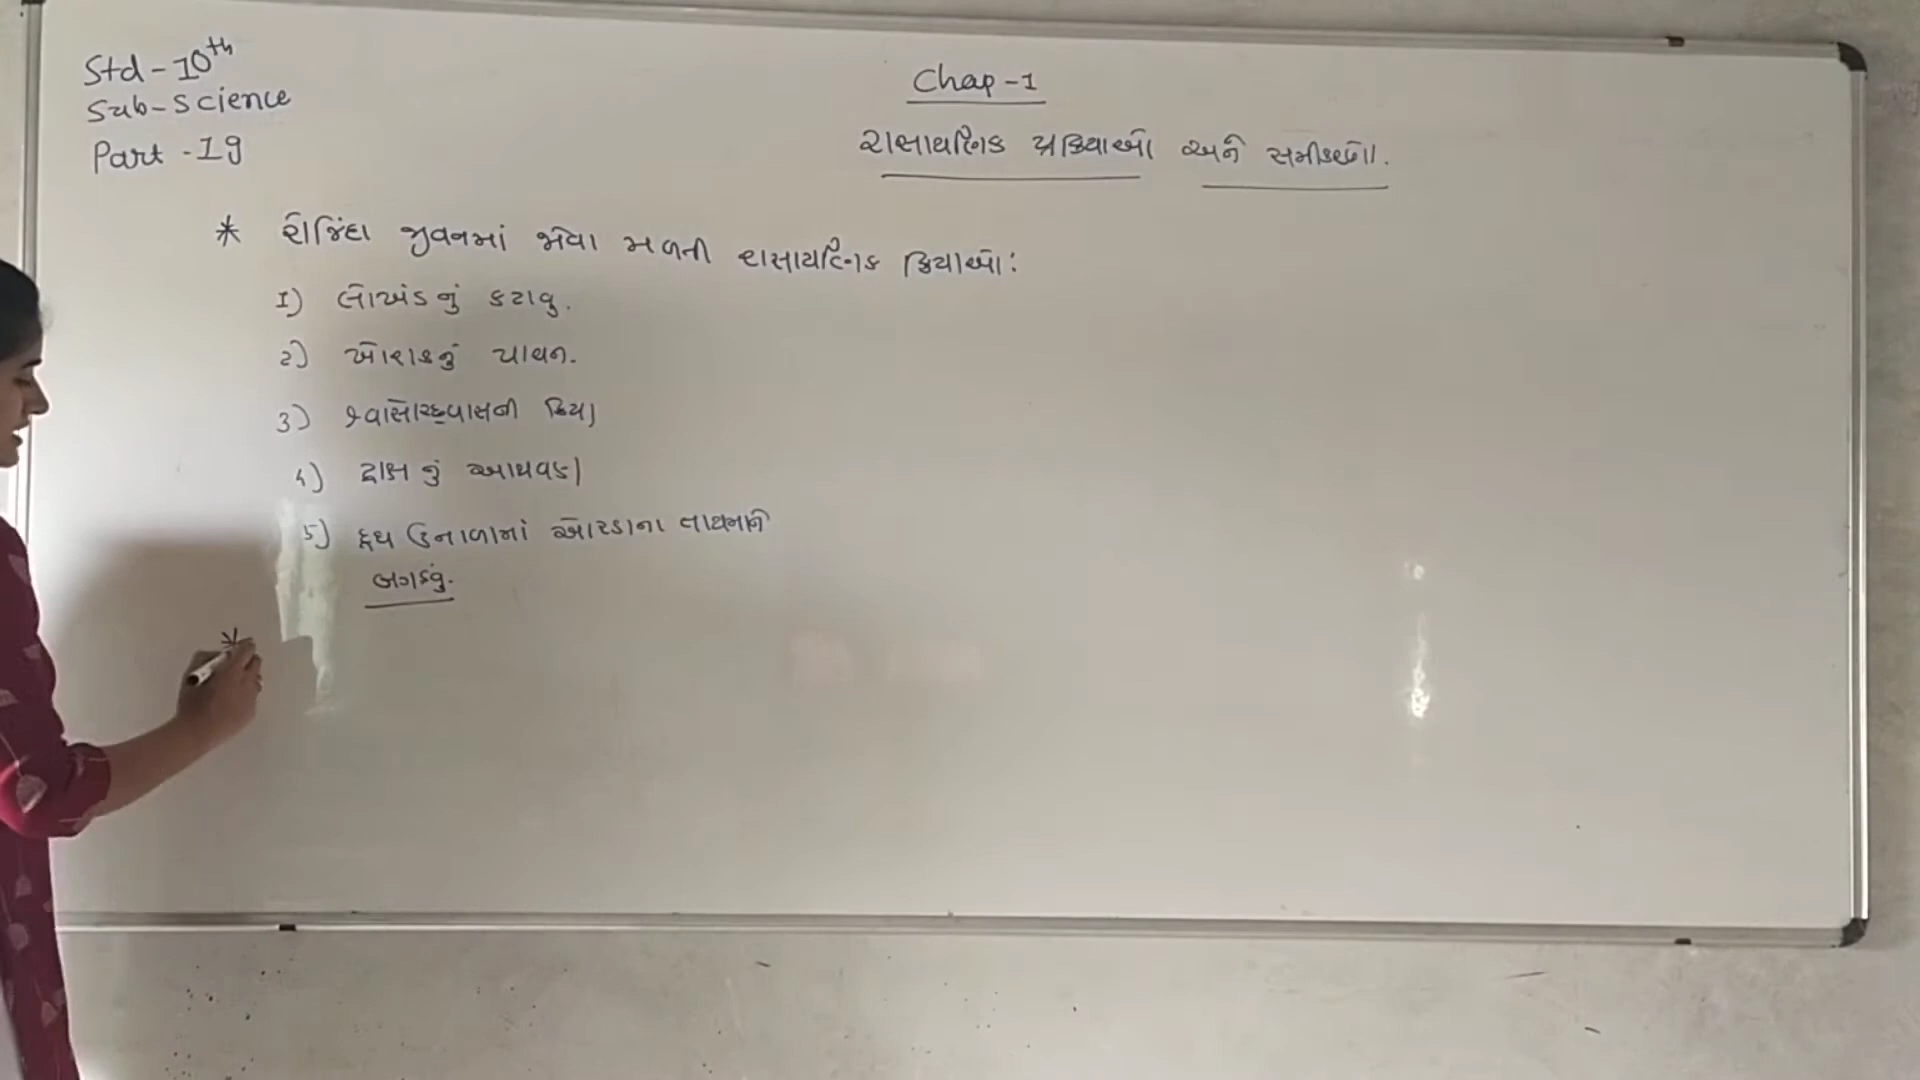 Std - 10th
Sub - Science
Part - 19
Chap - 1
રાસાયણિક પ્રક્રિયાઓ અને સમીકરણો.
* રોજિંદા જીવનમાં જોવા મળતી રાસાયણિક ક્રિયાઓ:
1) લોખંડનું કટાવુ.
2) ખોરાકનું પાચન.
3) શ્વાસોચ્છવાસની ક્રિયા
4) દ્રાક્ષ નું આથવણ
5) દૂધ ઉનાળામાં ઓરડાના તાપમાને
બગડવું.
*